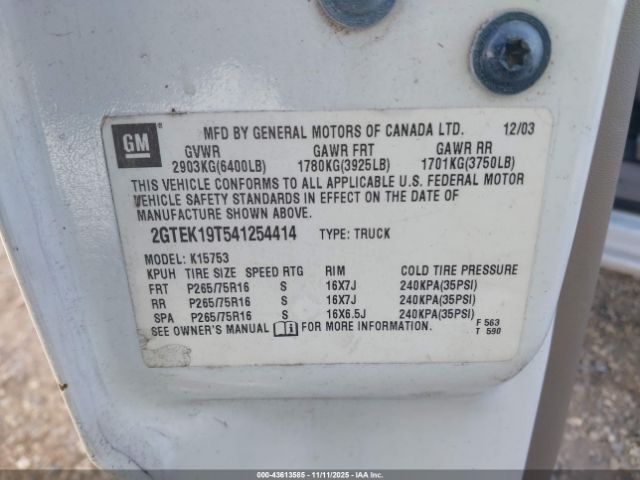 GM
MFD BY GENERAL MOTORS OF CANADA LTD. 12/03
GVWR GAWR FRT GAWR RR
2903KG(6400LB) 1780KG(3925LB) 1701KG(3750LB)
THIS VEHICLE CONFORMS TO ALL APPLICABLE U.S. FEDERAL MOTOR
VEHICLE SAFETY STANDARDS IN EFFECT ON THE DATE OF
MANUFACTURE SHOWN ABOVE.
2GTEK19T541254414 TYPE: TRUCK
MODEL: K15753
KPUH TIRE SIZE SPEED RTG RIM COLD TIRE PRESSURE
FRT P265/75R16 S 16X7J 240KPA(35PSI)
RR P265/75R16 S 16X7J 240KPA(35PSI)
SPA P265/75R16 S 16X6.5J 240KPA(35PSI)
SEE OWNER'S MANUAL FOR MORE INFORMATION.
F 563
T 590
000-43613585 - 11/11/2025 - IAAI.com